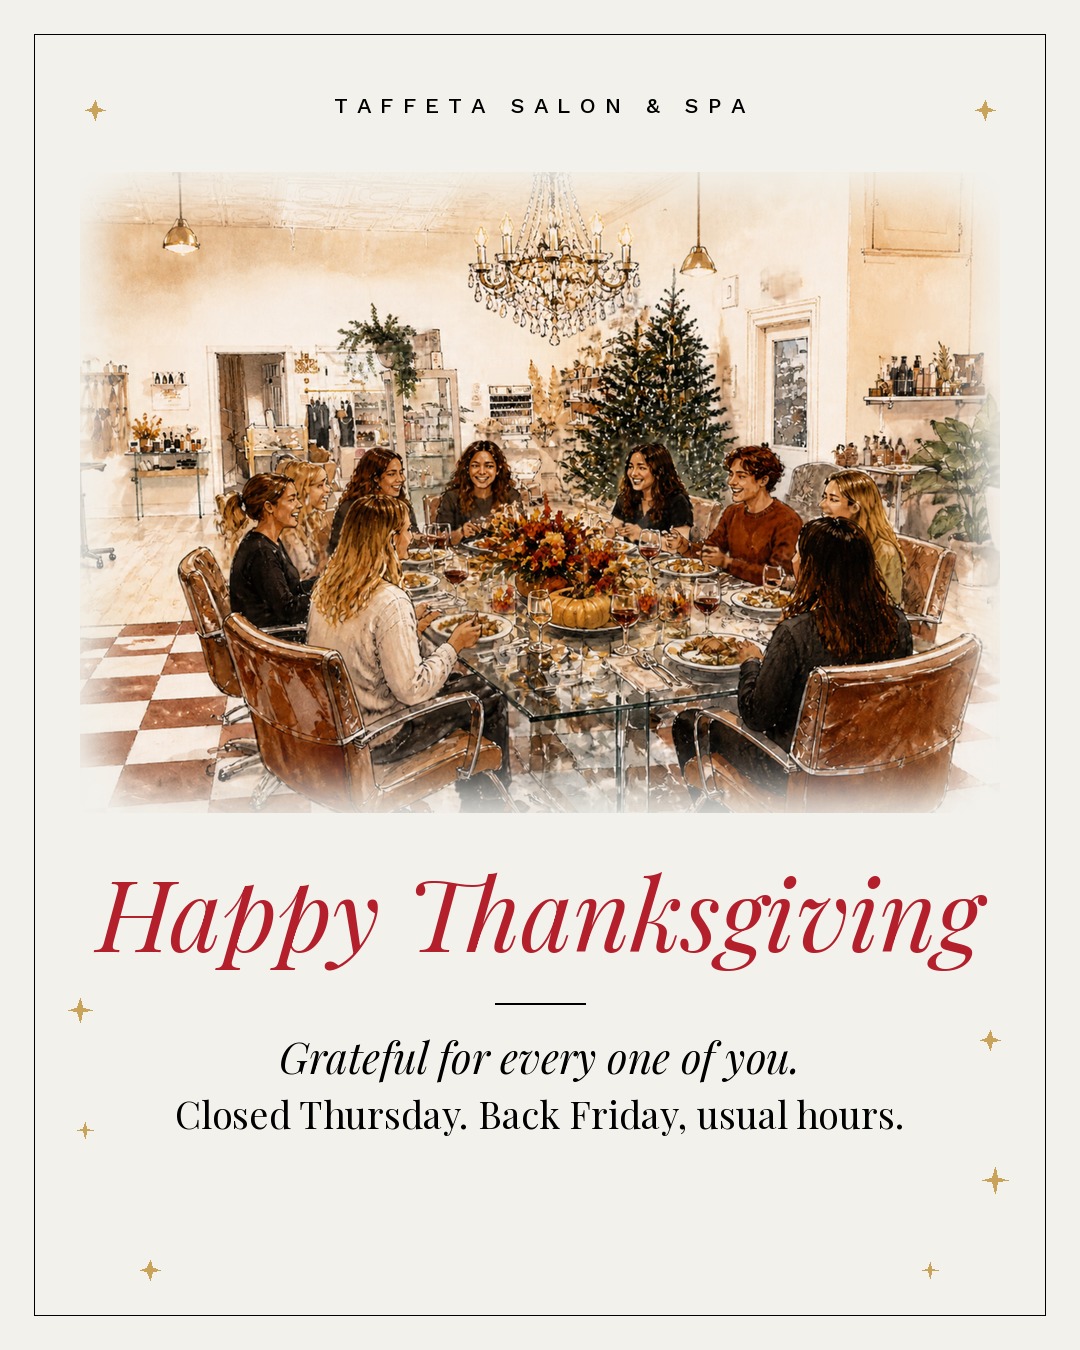 TAFFETA SALON & SPA
Happy Thanksgiving
Grateful for every one of you.
Closed Thursday. Back Friday, usual hours.